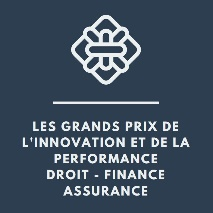 LES GRANDS PRIX DE
L'INNOVATION ET DE LA
PERFORMANCE
DROIT - FINANCE
ASSURANCE